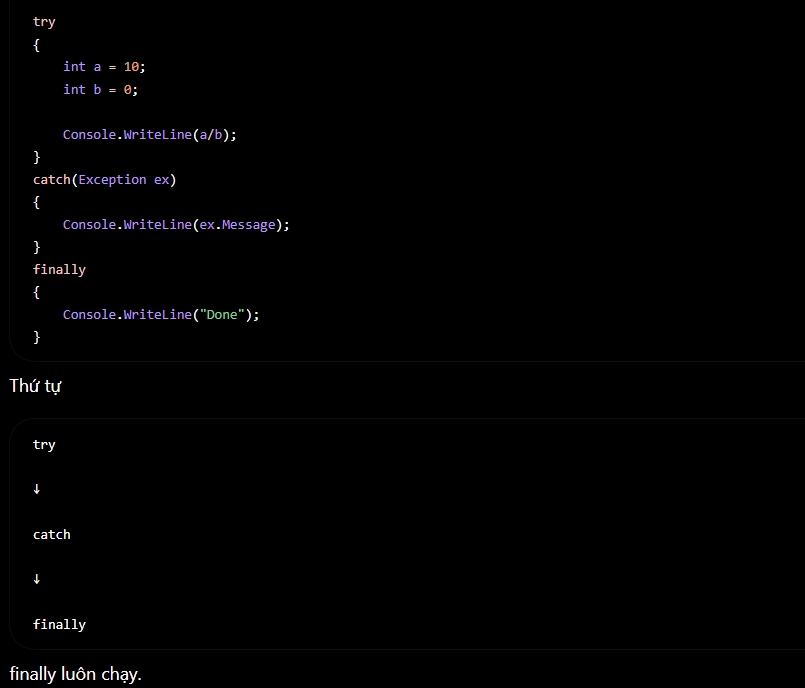 try
{
    int a = 10;
    int b = 0;
    Console.WriteLine(a/b);
}
catch(Exception ex)
{
    Console.WriteLine(ex.Message);
}
finally
{
    Console.WriteLine("Done");
}
Thứ tự
try
↓
catch
↓
finally
finally luôn chạy.